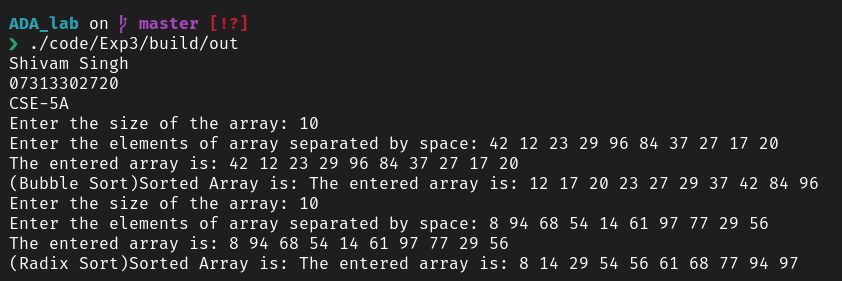 ADA_lab on master [!?]
❯ ./code/Exp3/build/out
Shivam Singh
07313302720
CSE-5A
Enter the size of the array: 10
Enter the elements of array separated by space: 42 12 23 29 96 84 37 27 17 20
The entered array is: 42 12 23 29 96 84 37 27 17 20
(Bubble Sort)Sorted Array is: The entered array is: 12 17 20 23 27 29 37 42 84 96
Enter the size of the array: 10
Enter the elements of array separated by space: 8 94 68 54 14 61 97 77 29 56
The entered array is: 8 94 68 54 14 61 97 77 29 56
(Radix Sort)Sorted Array is: The entered array is: 8 14 29 54 56 61 68 77 94 97